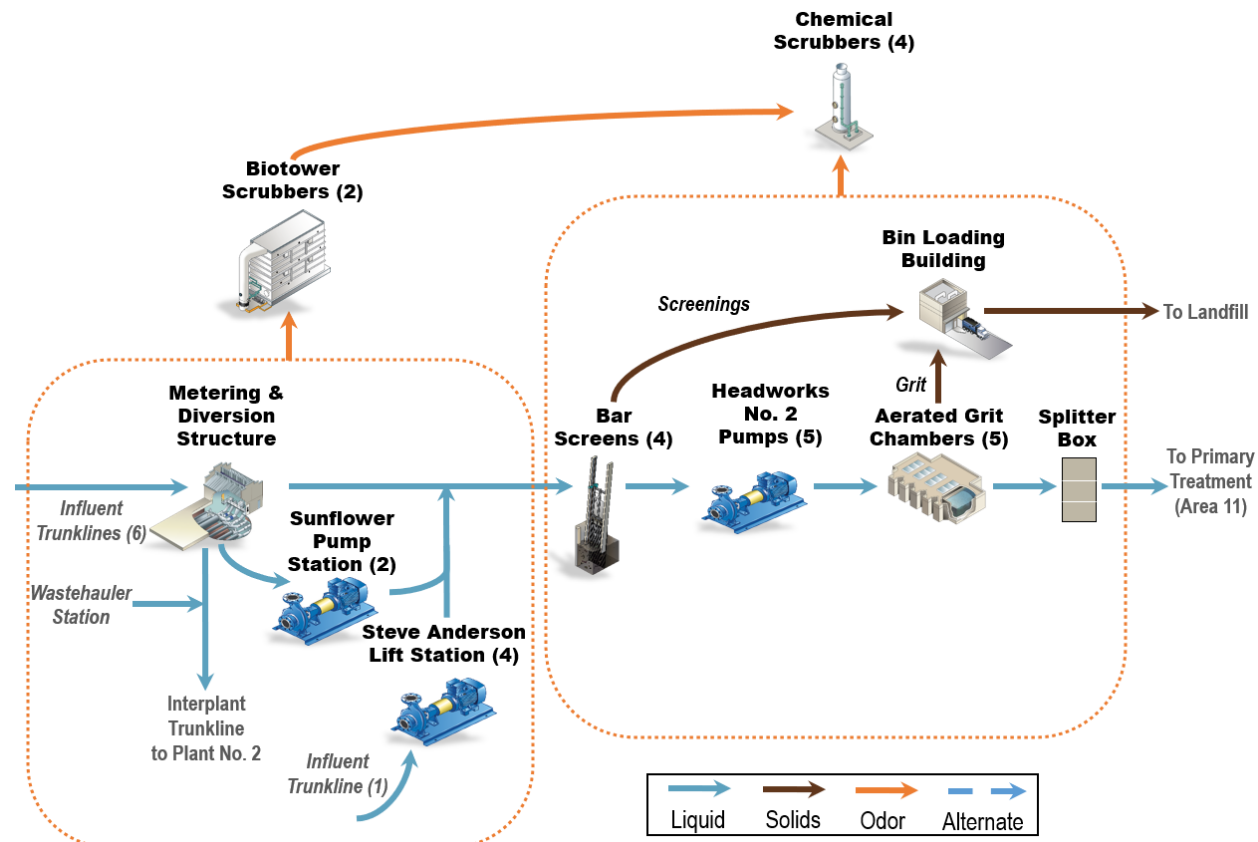 Chemical
Scrubbers (4)
Biotower
Scrubbers (2)
Bin Loading
Building
Screenings
To Landfill
Grit
Metering &
Diversion
Structure
Bar
Screens (4)
Headworks
No. 2
Pumps (5)
Aerated Grit
Chambers (5)
Splitter
Box
To Primary
Treatment
(Area 11)
Influent
Trunklines (6)
Sunflower
Pump
Station (2)
Wastehauler
Station
Steve Anderson
Lift Station (4)
Interplant
Trunkline
to Plant No. 2
Influent
Trunkline (1)
Liquid
Solids
Odor
Alternate